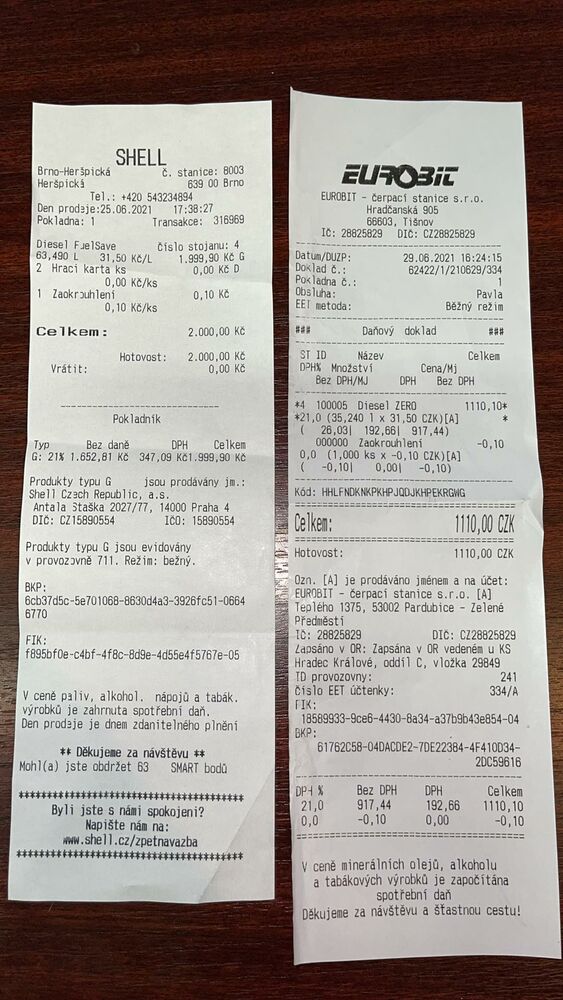 SHELL
Brno-Heršpická č. stanice: 8003
Heršpická 639 00 Brno
Tel.: +420 543234894
Den prodeje:25.06.2021 17:38:27
Pokladna: 1 Transakce: 316969
Diesel FuelSave číslo stojanu: 4
63,490 L 31,50 Kč/L 1.999,90 Kč G
2 Hrací karta ks 0,00 Kč D
0,00 Kč/ks
1 Zaokrouhlení 0,10 Kč
0,10 Kč/ks
Celkem: 2.000,00 Kč
Hotovost: 2.000,00 Kč
Vrátit: 0,00 Kč
Pokladník
Typ Bez daně DPH Celkem
G: 21% 1.652,81 Kč 347,09 Kč1.999,90 Kč
Produkty typu G jsou prodávány jm.:
Shell Czech Republic, a.s.
Antala Staška 2027/77, 14000 Praha 4
DIČ: CZ15890554 IČO: 15890554
Produkty typu G jsou evidovány
v provozovně 711. Režim: bežný.
BKP:
6cb37d5c-5e701068-8630d4a3-3926fc51-0664
6770
FIK:
f895bf0e-c4bf-4f8c-8d9e-4d55e4f5767e-05
V ceně paliv, alkohol. nápojů a tabák.
výrobků je zahrnuta spotřební daň.
Den prodeje je dnem zdanitelného plnění
** Děkujeme za návštěvu **
Mohl(a) jste obdržet 63 SMART bodů
****************************************
Byli jste s námi spokojeni?
Napište nám na:
www.shell.cz/zpetnavazba
****************************************
EUROBIT
EUROBIT - čerpací stanice s.r.o.
Hradčanská 905
66603, Tišnov
IČ: 28825829 DIČ: CZ28825829
Datum/DUZP: 29.06.2021 16:24:15
Doklad č.: 62422/1/210629/334
Pokladna č.: 1
Obsluha: Pavla
EET metoda: Běžný režim
### Daňový doklad ###
ST ID Název Celkem
DPH% Množství Cena/Mj
Bez DPH/MJ DPH Bez DPH
*4 100005 Diesel ZERO 1110,10*
*21,0 (35,240 l x 31,50 CZK)[A] *
( 26,03| 192,66| 917,44)
000000 Zaokrouhlení -0,10
0,0 (1,000 ks x -0,10 CZK)[A]
( -0,10| 0,00| -0,10)
Kód: HHLFNDKNKPKHPJQDJKHPEKRGWG
Celkem: 1110,00 CZK
Hotovost: 1110,00 CZK
Ozn. [A] je prodáváno jménem a na účet:
EUROBIT - čerpací stanice s.r.o. [A]
Teplého 1375, 53002 Pardubice - Zelené
Předměstí
IČ: 28825829 DIČ: CZ28825829
Zapsáno v OR: Zapsána v OR vedeném u KS
Hradec Králové, oddíl C, vložka 29849
ID provozovny: 241
Číslo EET účtenky: 334/A
FIK:
18589933-9ce6-4430-8a34-a37b9b43e854-04
BKP:
61762C58-04DACDE2-7DE22384-4F410D34-
2DC59616
DPH % Bez DPH DPH Celkem
21,0 917,44 192,66 1110,10
0,0 -0,10 0,00 -0,10
V ceně minerálních olejů, alkoholu
a tabákových výrobků je započítána
spotřební daň
Děkujeme za návštěvu a šťastnou cestu!